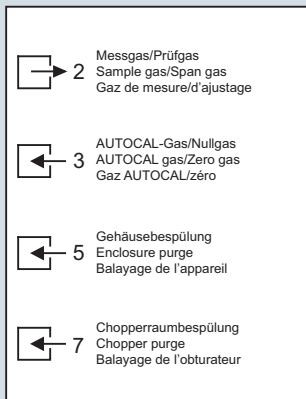 2
Messgas/Prüfgas
Sample gas/Span gas
Gaz de mesure/d'ajustage
3
AUTOCAL-Gas/Nullgas
AUTOCAL gas/Zero gas
Gaz AUTOCAL/zéro
5
Gehäusebespülung
Enclosure purge
Balayage de l'appareil
7
Chopperraumbespülung
Chopper purge
Balayage de l'obturateur